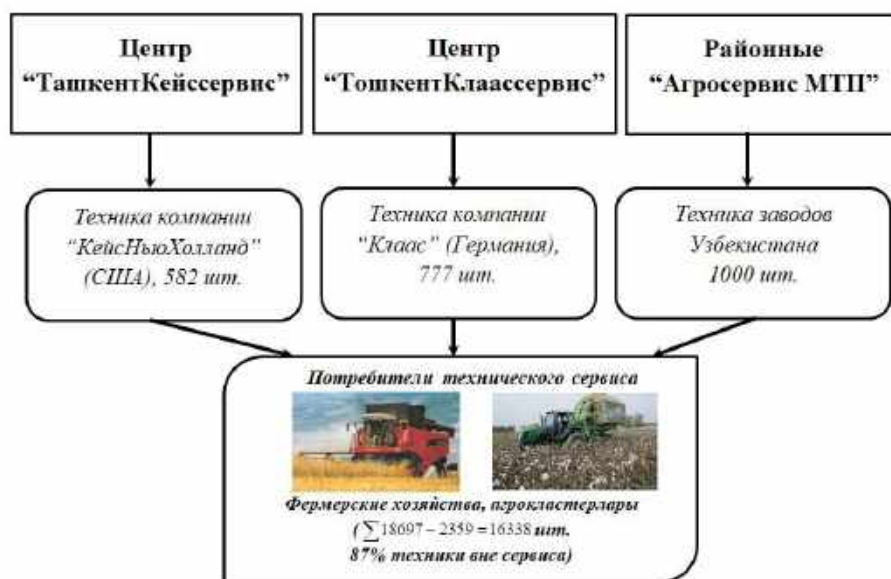 Центр
“ТашкентКейссервис”
Центр
“ТошкентКлаассервис”
Районные
“Агросервис МТП”
Техника компании
“КейсНьюХолланд”
(США), 582 шт.
Техника компании
“Клаас” (Германия),
777 шт.
Техника заводов
Узбекистана
1000 шт.
Потребители технического сервиса
Фермерские хозяйства, агрокластерлары
(∑18697 – 2359 = 16338 шт.
87% техники вне сервиса)